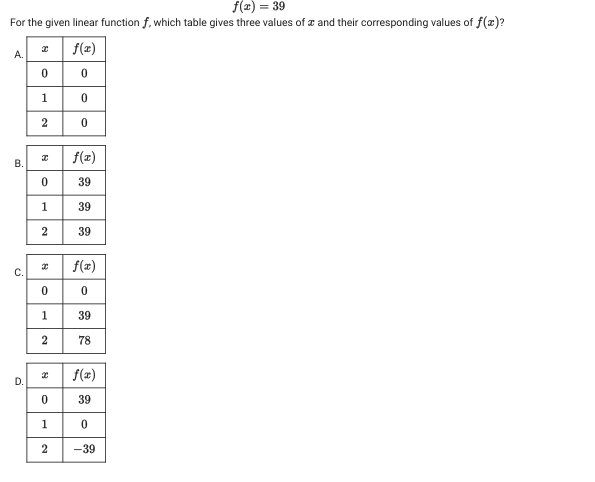 f(x) = 39
For the given linear function f, which table gives three values of x and their corresponding values of f(x)?
A.
x f(x)
0 0
1 0
2 0
B.
x f(x)
0 39
1 39
2 39
C.
x f(x)
0 0
1 39
2 78
D.
x f(x)
0 39
1 0
2 −39